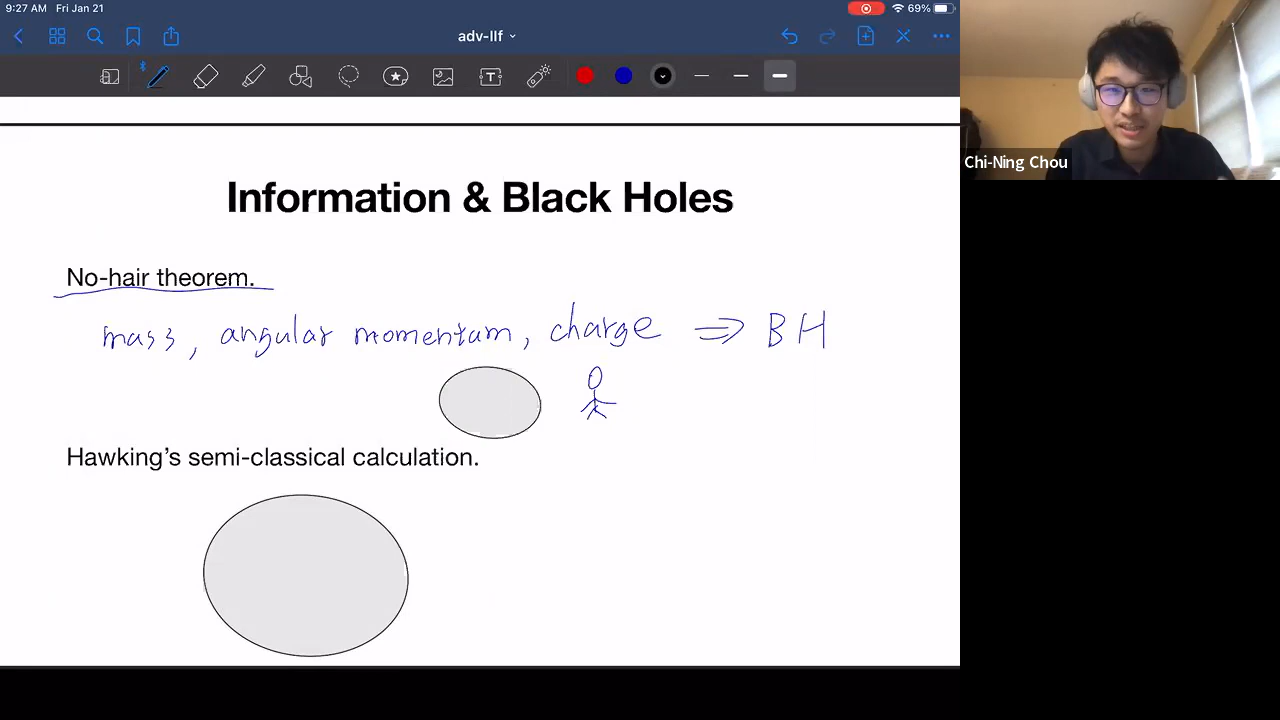 9:27 AM Fri Jan 21
69%
adv-llf
T
Chi-Ning Chou
Information & Black Holes
No-hair theorem.
mass, angular momentum, charge ⇒ BH
Hawking's semi-classical calculation.